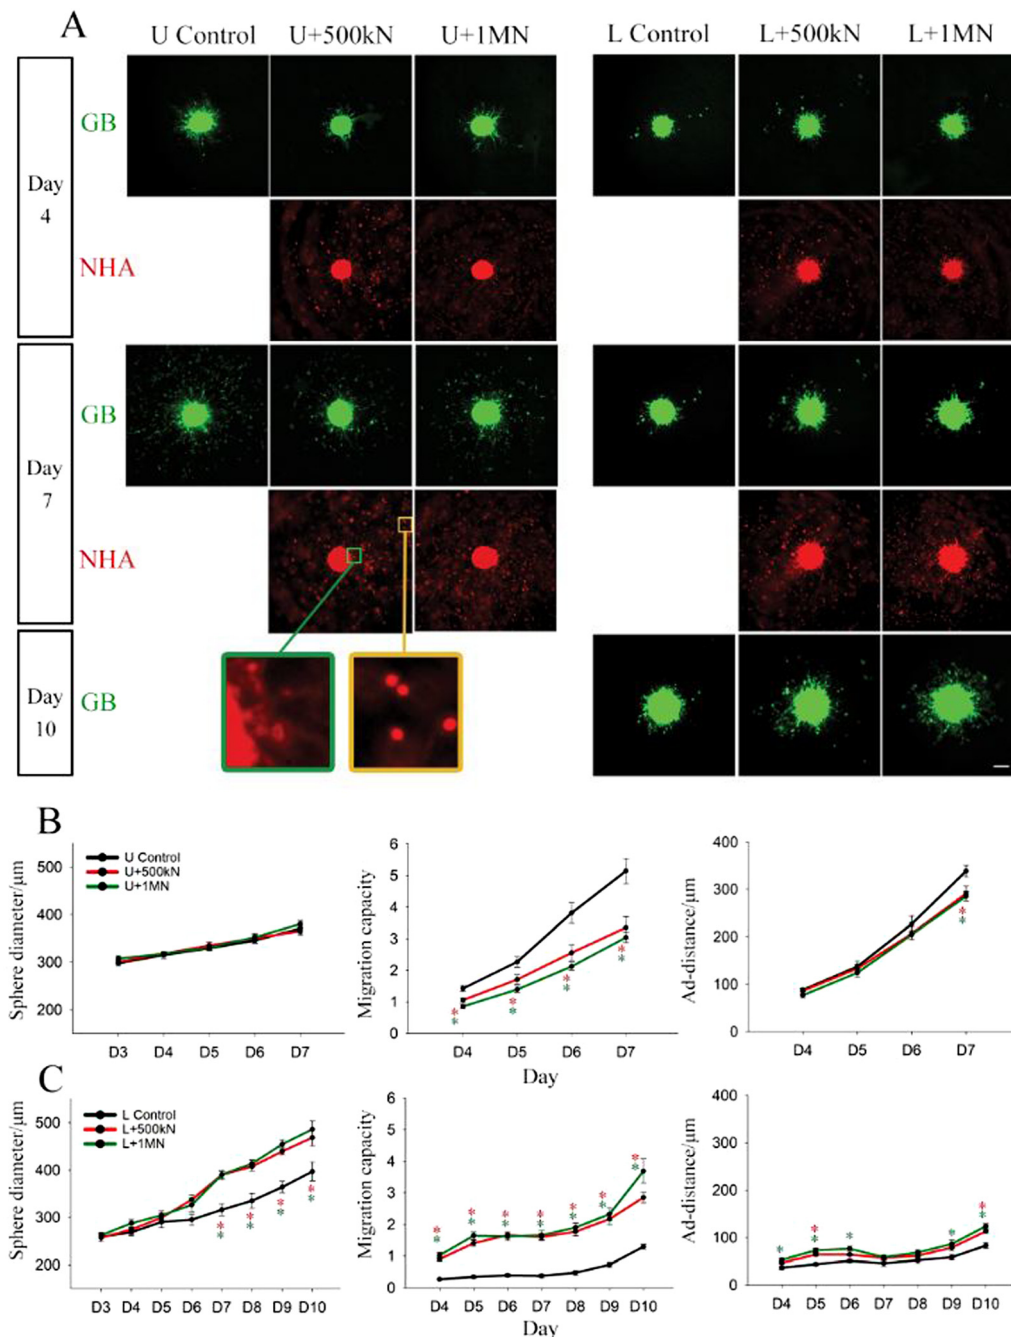 A
U Control U+500kN U+1MN L Control L+500kN L+1MN
GB
Day
4
NHA
GB
Day
7
NHA
Day
10
GB
B
Sphere diameter/μm
500
400
300
200
U Control
U+500kN
U+1MN
D3 D4 D5 D6 D7
Migration capacity
6
5
4
3
2
1
0
* * * *
* * * *
D4 D5 D6 D7
Ad-distance/μm
400
300
200
100
0
*
*
D4 D5 D6 D7
Day
C
Sphere diameter/μm
500
400
300
200
L Control
L+500kN
L+1MN
* * * *
* * * *
D3 D4 D5 D6 D7 D8 D9 D10
Migration capacity
6
5
4
3
2
1
0
* * * * * * *
* * * * * * *
D4 D5 D6 D7 D8 D9 D10
Ad-distance/μm
400
300
200
100
0
* * * * *
* *
D4 D5 D6 D7 D8 D9 D10
Day